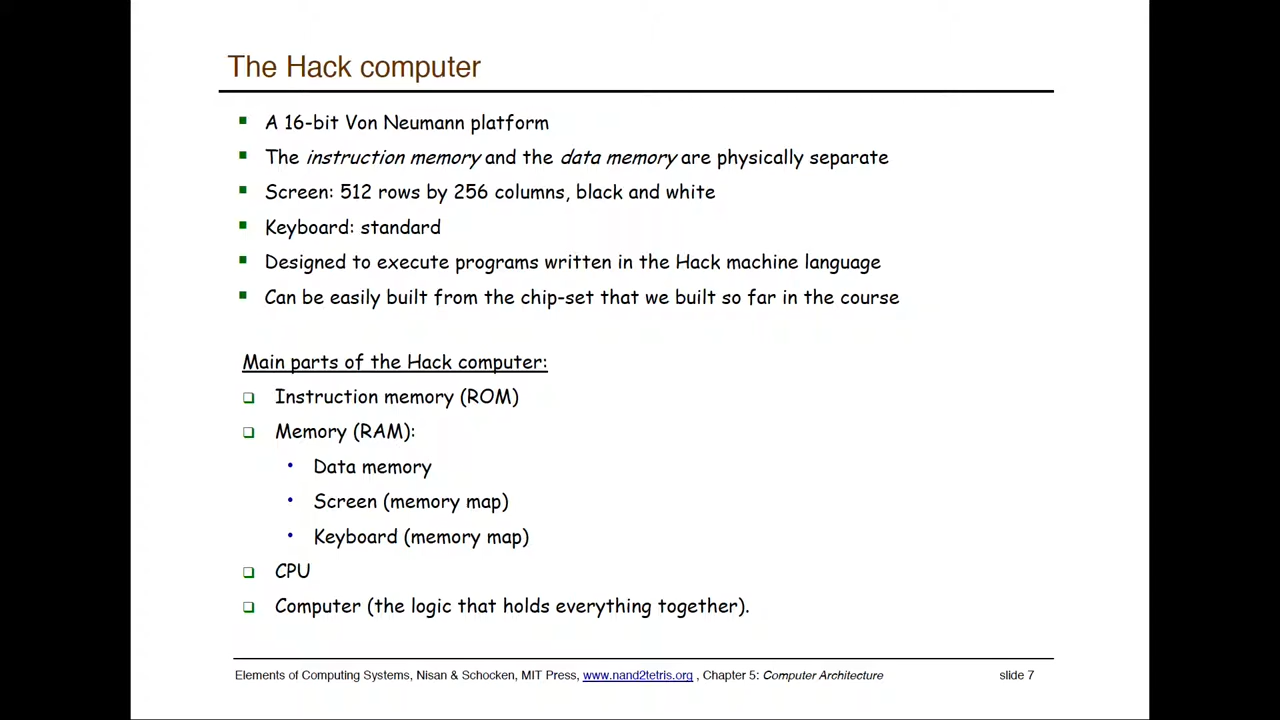 The Hack computer
A 16-bit Von Neumann platform
The instruction memory and the data memory are physically separate
Screen: 512 rows by 256 columns, black and white
Keyboard: standard
Designed to execute programs written in the Hack machine language
Can be easily built from the chip-set that we built so far in the course
Main parts of the Hack computer:
Instruction memory (ROM)
Memory (RAM):
Data memory
Screen (memory map)
Keyboard (memory map)
CPU
Computer (the logic that holds everything together).
Elements of Computing Systems, Nisan & Schocken, MIT Press, www.nand2tetris.org , Chapter 5: Computer Architecture slide 7